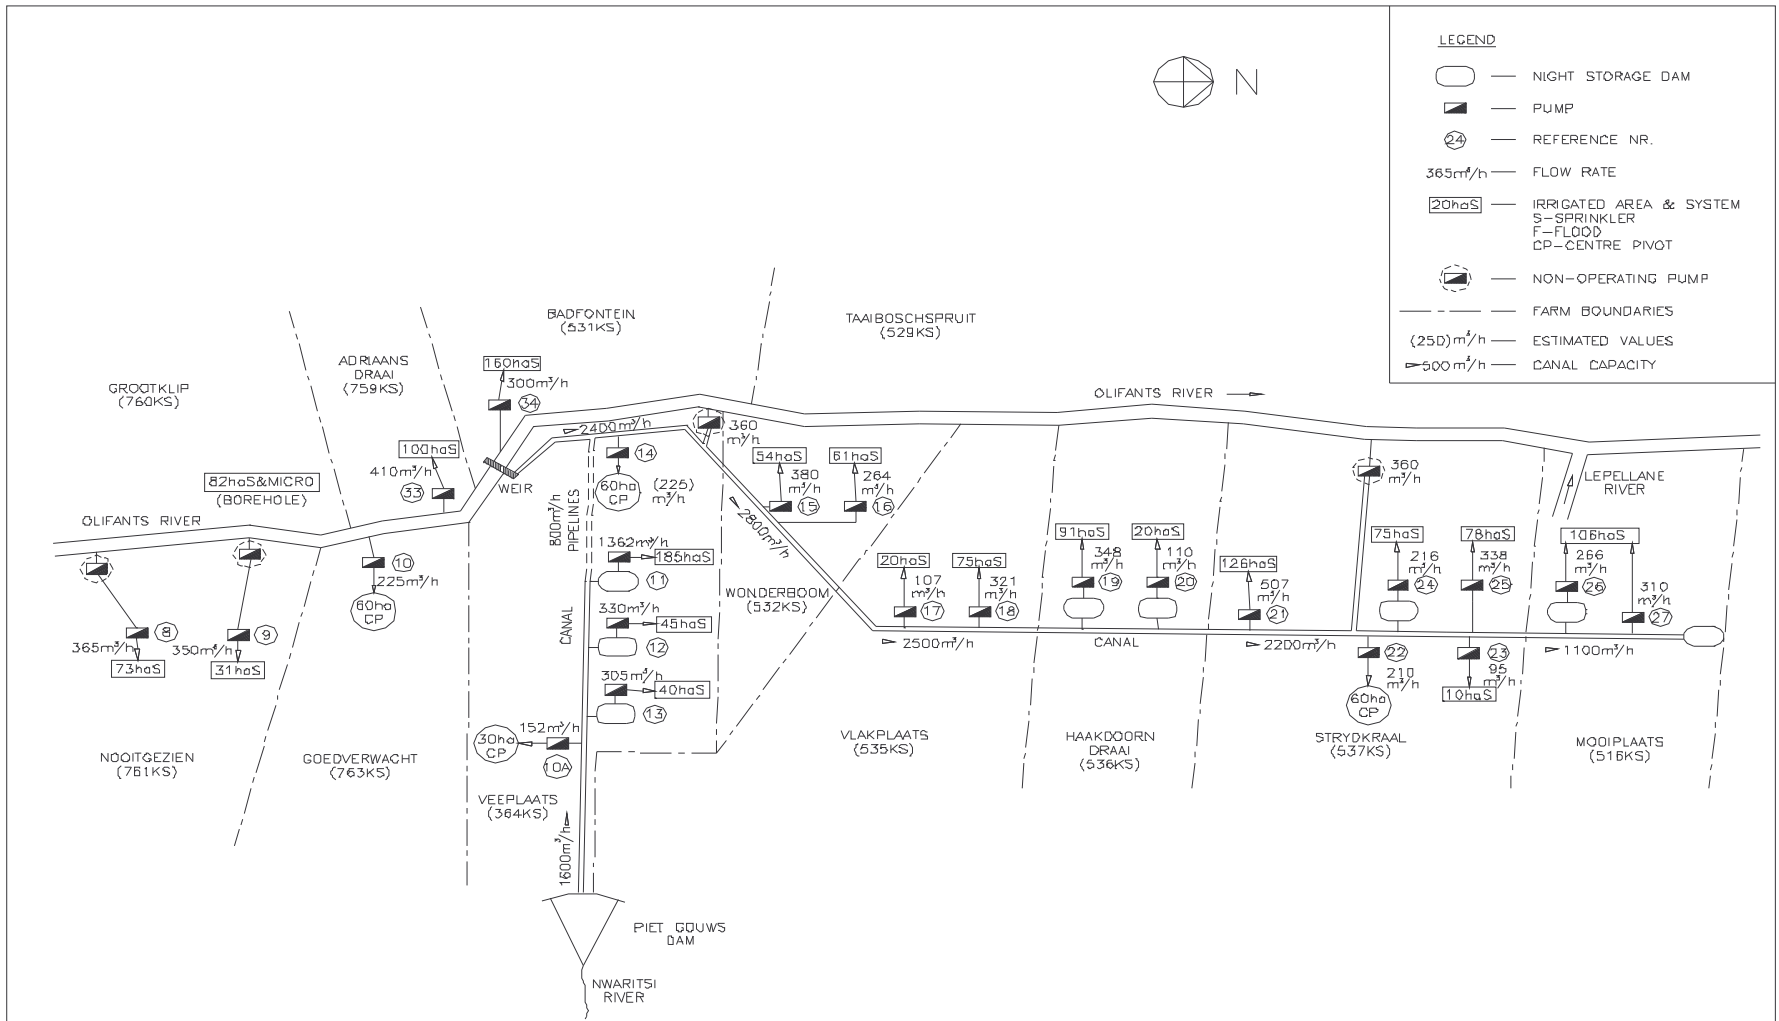 LEGEND
NIGHT STORAGE DAM
PUMP
24
REFERENCE NR.
365m³/h
FLOW RATE
20haS
IRRIGATED AREA & SYSTEM
S-SPRINKLER
F-FLOOD
CP-CENTRE PIVOT
NON-OPERATING PUMP
FARM BOUNDARIES
(250)m³/h
ESTIMATED VALUES
500m³/h
CANAL CAPACITY
N
BADFONTEIN
(531KS)
TAAIBOSCHSPRUIT
(529KS)
ADRIAANS
DRAAI
(759KS)
GROOTKLIP
(760KS)
160haS
300m³/h
34
OLIFANTS RIVER
2400m³/h
360
m³/h
100haS
410m³/h
33
WEIR
82haS&MICRO
(BOREHOLE)
OLIFANTS RIVER
14
60ha
CP
(225)
m³/h
54haS
380
m³/h
15
61haS
264
m³/h
16
360
m³/h
LEPELLANE
RIVER
800m³/h
PIPELINES
2800m³/h
10
225m³/h
60ha
CP
1362m³/h
185haS
11
330m³/h
45haS
12
305m³/h
40haS
13
CANAL
WONDERBOOM
(532KS)
20haS
107
m³/h
17
75haS
321
m³/h
18
91haS
348
m³/h
19
20haS
110
m³/h
20
126haS
507
m³/h
21
75haS
216
m³/h
24
78haS
338
m³/h
25
106haS
266
m³/h
26
310
m³/h
27
8
365m³/h
73haS
9
350m³/h
31haS
2500m³/h
CANAL
2200m³/h
22
210
m³/h
60ha
CP
23
95
m³/h
10haS
1100m³/h
152m³/h
30ha
CP
10A
NOOITGEZIEN
(761KS)
GOEDVERWACHT
(763KS)
VEEPLAATS
(364KS)
VLAKPLAATS
(535KS)
HAAKDOORN
DRAAI
(536KS)
STRYDKRAAL
(537KS)
MOOIPLAATS
(516KS)
1600m³/h
PIET GOUWS
DAM
NWARITSI
RIVER